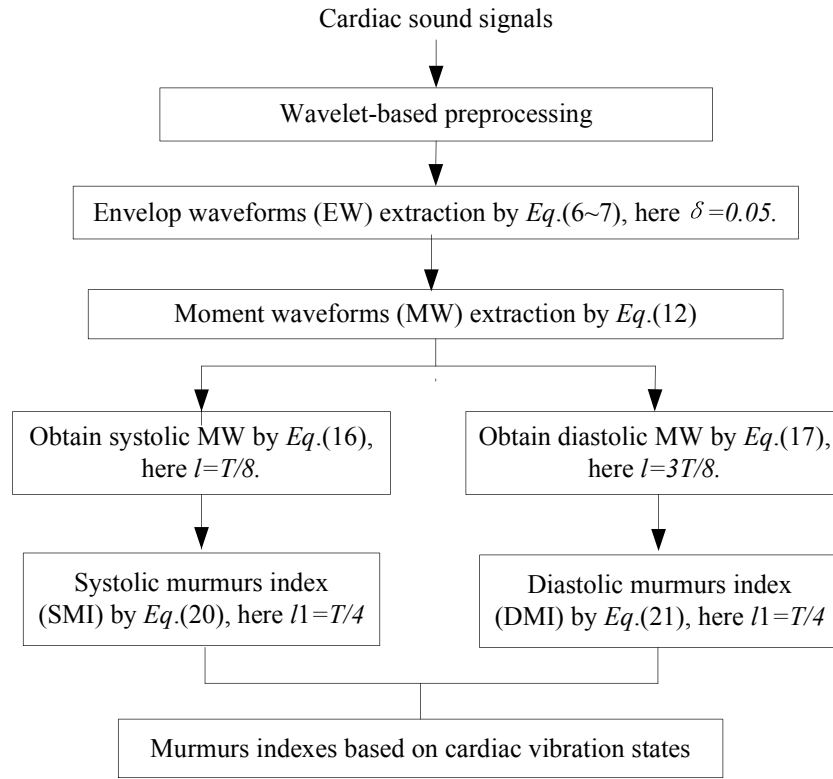 Cardiac sound signals
Wavelet-based preprocessing
Envelop waveforms (EW) extraction by Eq.(6~7), here δ=0.05.
Moment waveforms (MW) extraction by Eq.(12)
Obtain systolic MW by Eq.(16),
here l=T/8.
Obtain diastolic MW by Eq.(17),
here l=3T/8.
Systolic murmurs index
(SMI) by Eq.(20), here l1=T/4
Diastolic murmurs index
(DMI) by Eq.(21), here l1=T/4
Murmurs indexes based on cardiac vibration states